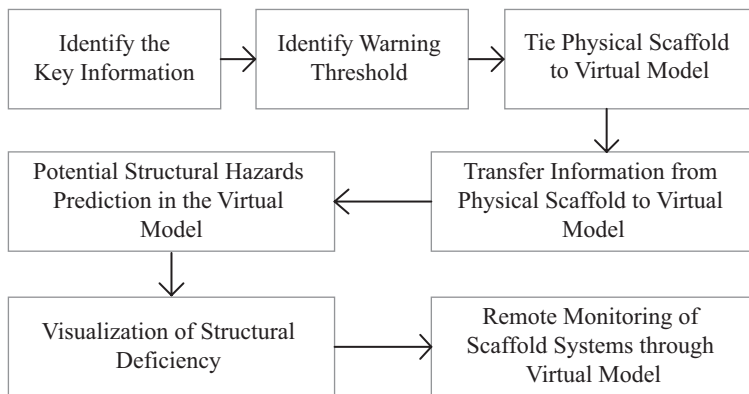 Identify the
Key Information
Identify Warning
Threshold
Tie Physical Scaffold
to Virtual Model
Transfer Information from
Physical Scaffold to Virtual
Model
Potential Structural Hazards
Prediction in the Virtual
Model
Visualization of Structural
Deficiency
Remote Monitoring of
Scaffold Systems through
Virtual Model